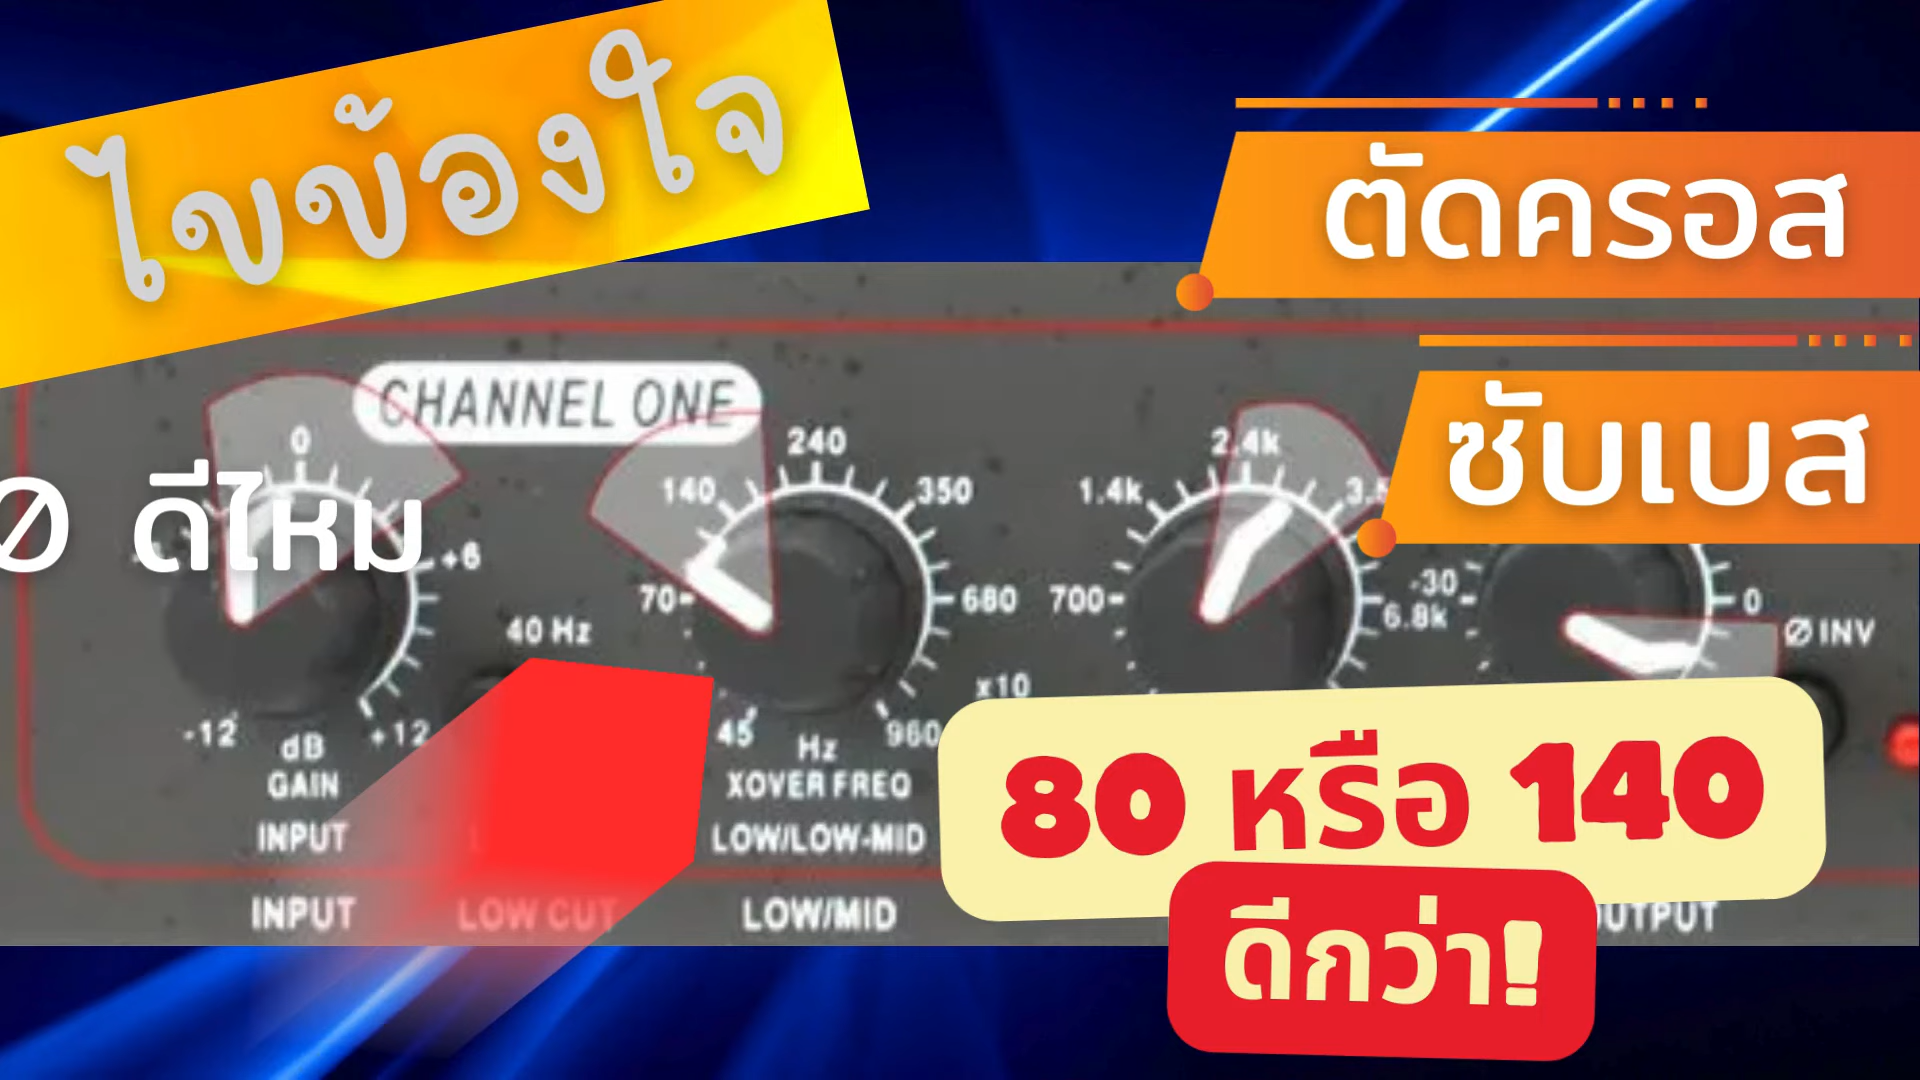 ไขข้องใจ
ตัดครอส
ซับเบส
CHANNEL ONE
0
240
2.4k
140
350
1.4k
Ø ดีไหม
+6
70
680
700
6.8k
-30
0
40 Hz
Ø INV
x10
-12
dB
+12
45
Hz
960
GAIN
XOVER FREQ
INPUT
LOW/LOW-MID
80 หรือ 140
ดีกว่า!
INPUT
LOW CUT
LOW/MID
OUTPUT